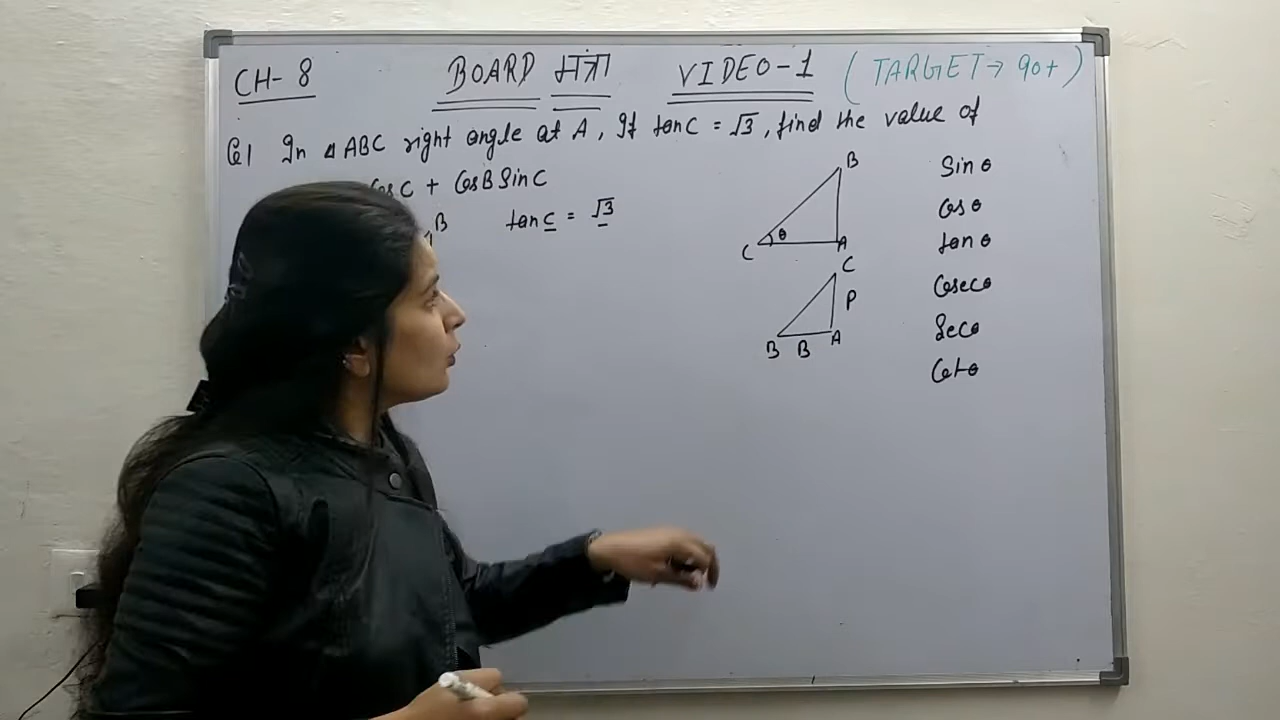 CH-8 BOARD मंत्रा VIDEO-1 (TARGET→ 90+)
Q1 In △ABC right angle at A, If tanC = √3, find the value of
CosC + CosB SinC
B
tan C = √3
B
C θ A
C
P
B B A
Sin θ
Cos θ
tan θ
Cosec θ
Sec θ
Cot θ